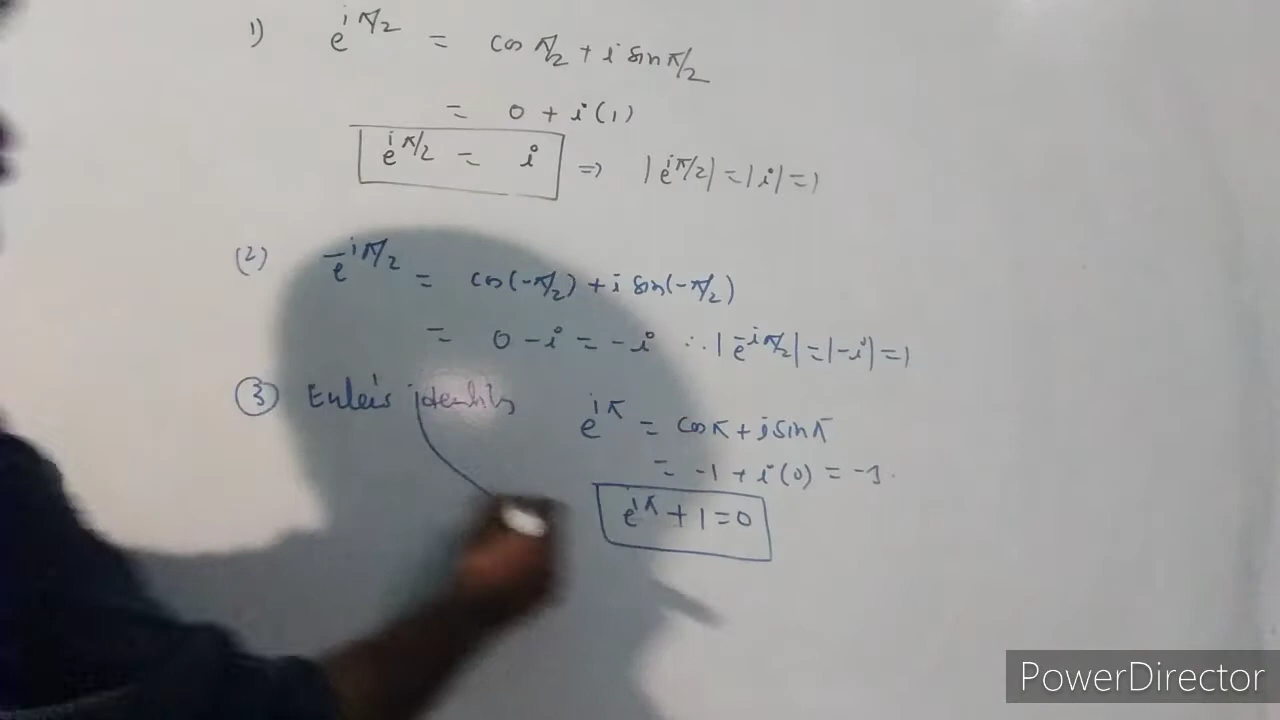 1) e^{iπ/2} = cos π/2 + i sin π/2
= 0 + i(1)
e^{iπ/2} = i ⇒ |e^{iπ/2}| = |i| = 1
(2) e^{-iπ/2} = cos(-π/2) + i sin(-π/2)
= 0 - i = -i ∴ |e^{-iπ/2}| = |-i| = 1
③ Euler's identity e^{iπ} = cos π + i sin π
= -1 + i(0) = -1.
e^{iπ} + 1 = 0
PowerDirector